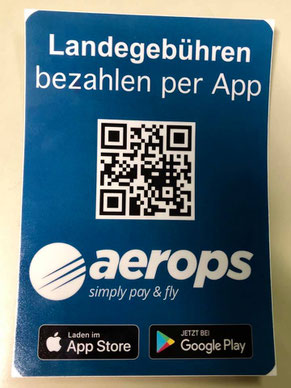 Landegebühren
bezahlen per App
aerops
simply pay & fly
Laden im
App Store
JETZT BEI
Google Play